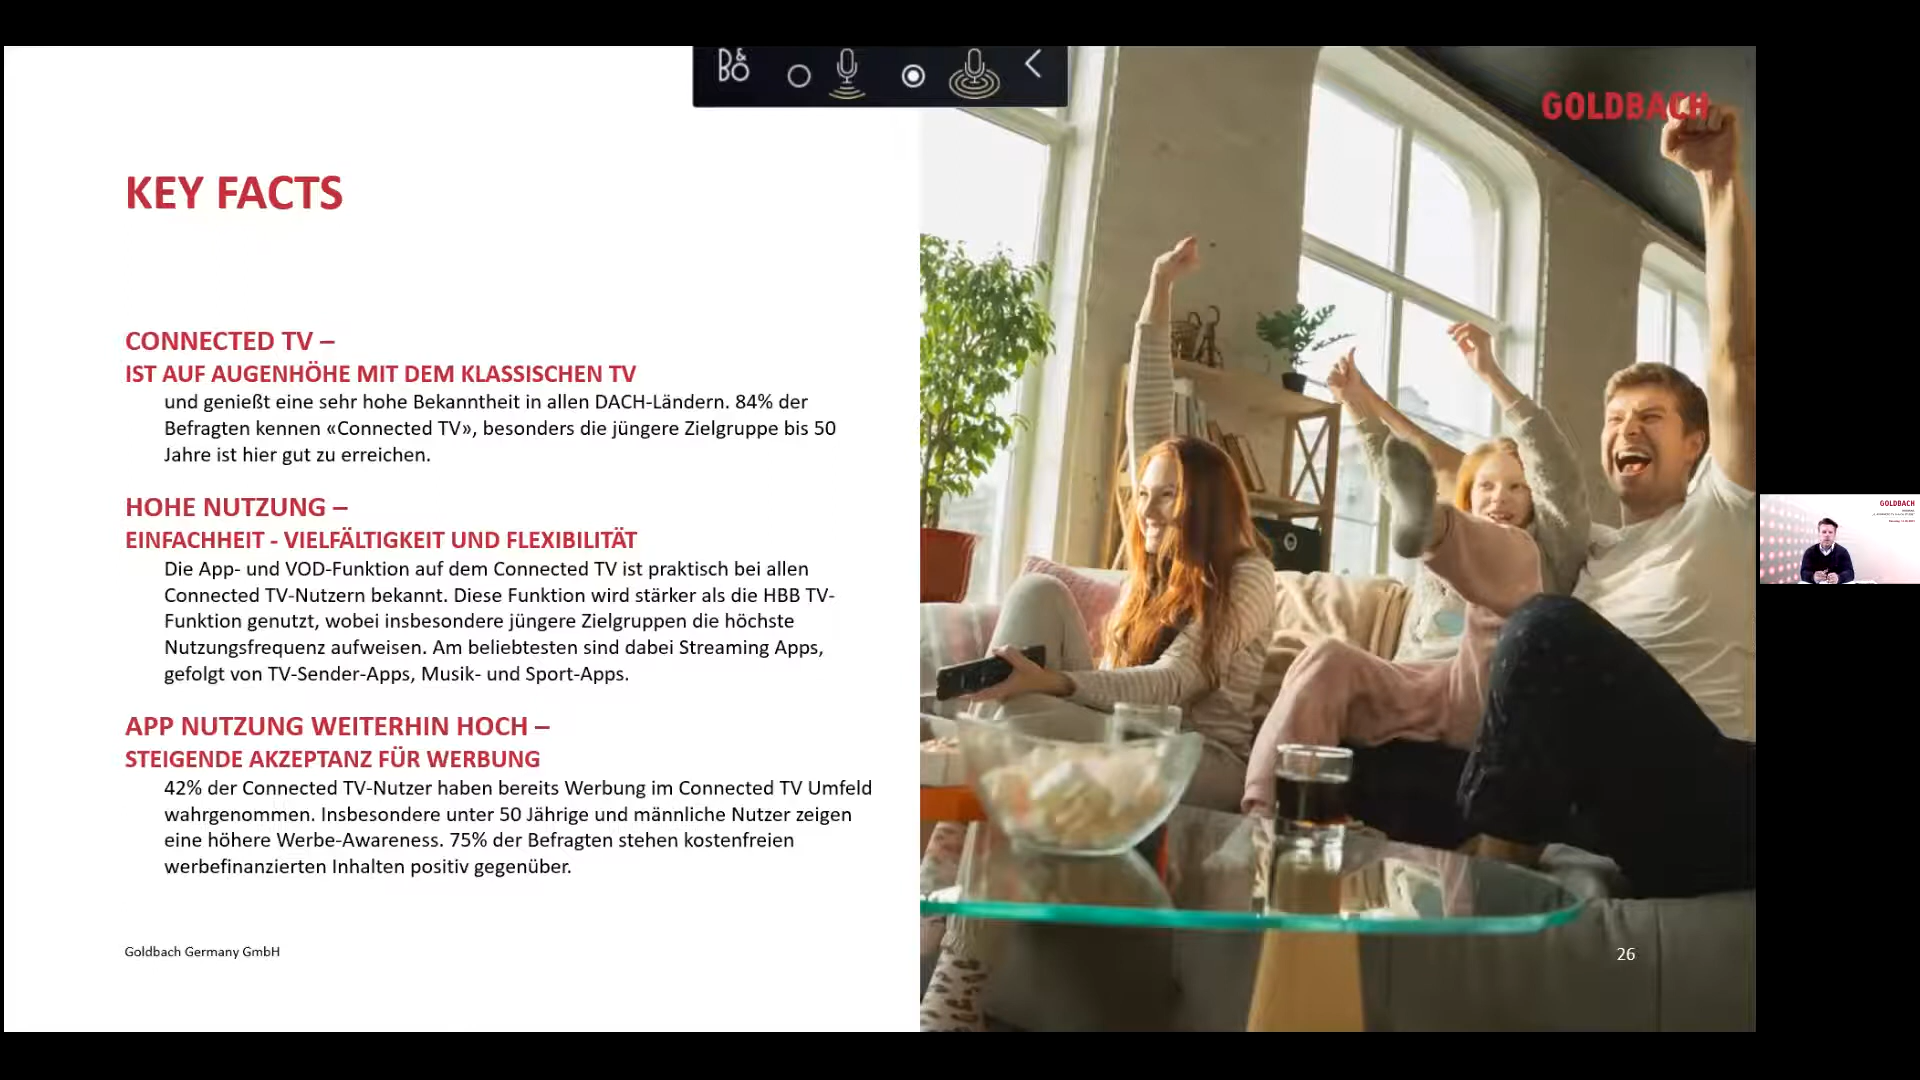 B&O
GOLDBACH
KEY FACTS
CONNECTED TV –
IST AUF AUGENHÖHE MIT DEM KLASSISCHEN TV
und genießt eine sehr hohe Bekanntheit in allen DACH-Ländern. 84% der
Befragten kennen «Connected TV», besonders die jüngere Zielgruppe bis 50
Jahre ist hier gut zu erreichen.
HOHE NUTZUNG –
EINFACHHEIT - VIELFÄLTIGKEIT UND FLEXIBILITÄT
Die App- und VOD-Funktion auf dem Connected TV ist praktisch bei allen
Connected TV-Nutzern bekannt. Diese Funktion wird stärker als die HBB TV-
Funktion genutzt, wobei insbesondere jüngere Zielgruppen die höchste
Nutzungsfrequenz aufweisen. Am beliebtesten sind dabei Streaming Apps,
gefolgt von TV-Sender-Apps, Musik- und Sport-Apps.
APP NUTZUNG WEITERHIN HOCH –
STEIGENDE AKZEPTANZ FÜR WERBUNG
42% der Connected TV-Nutzer haben bereits Werbung im Connected TV Umfeld
wahrgenommen. Insbesondere unter 50 Jährige und männliche Nutzer zeigen
eine höhere Werbe-Awareness. 75% der Befragten stehen kostenfreien
werbefinanzierten Inhalten positiv gegenüber.
Goldbach Germany GmbH
26
GOLDBACH